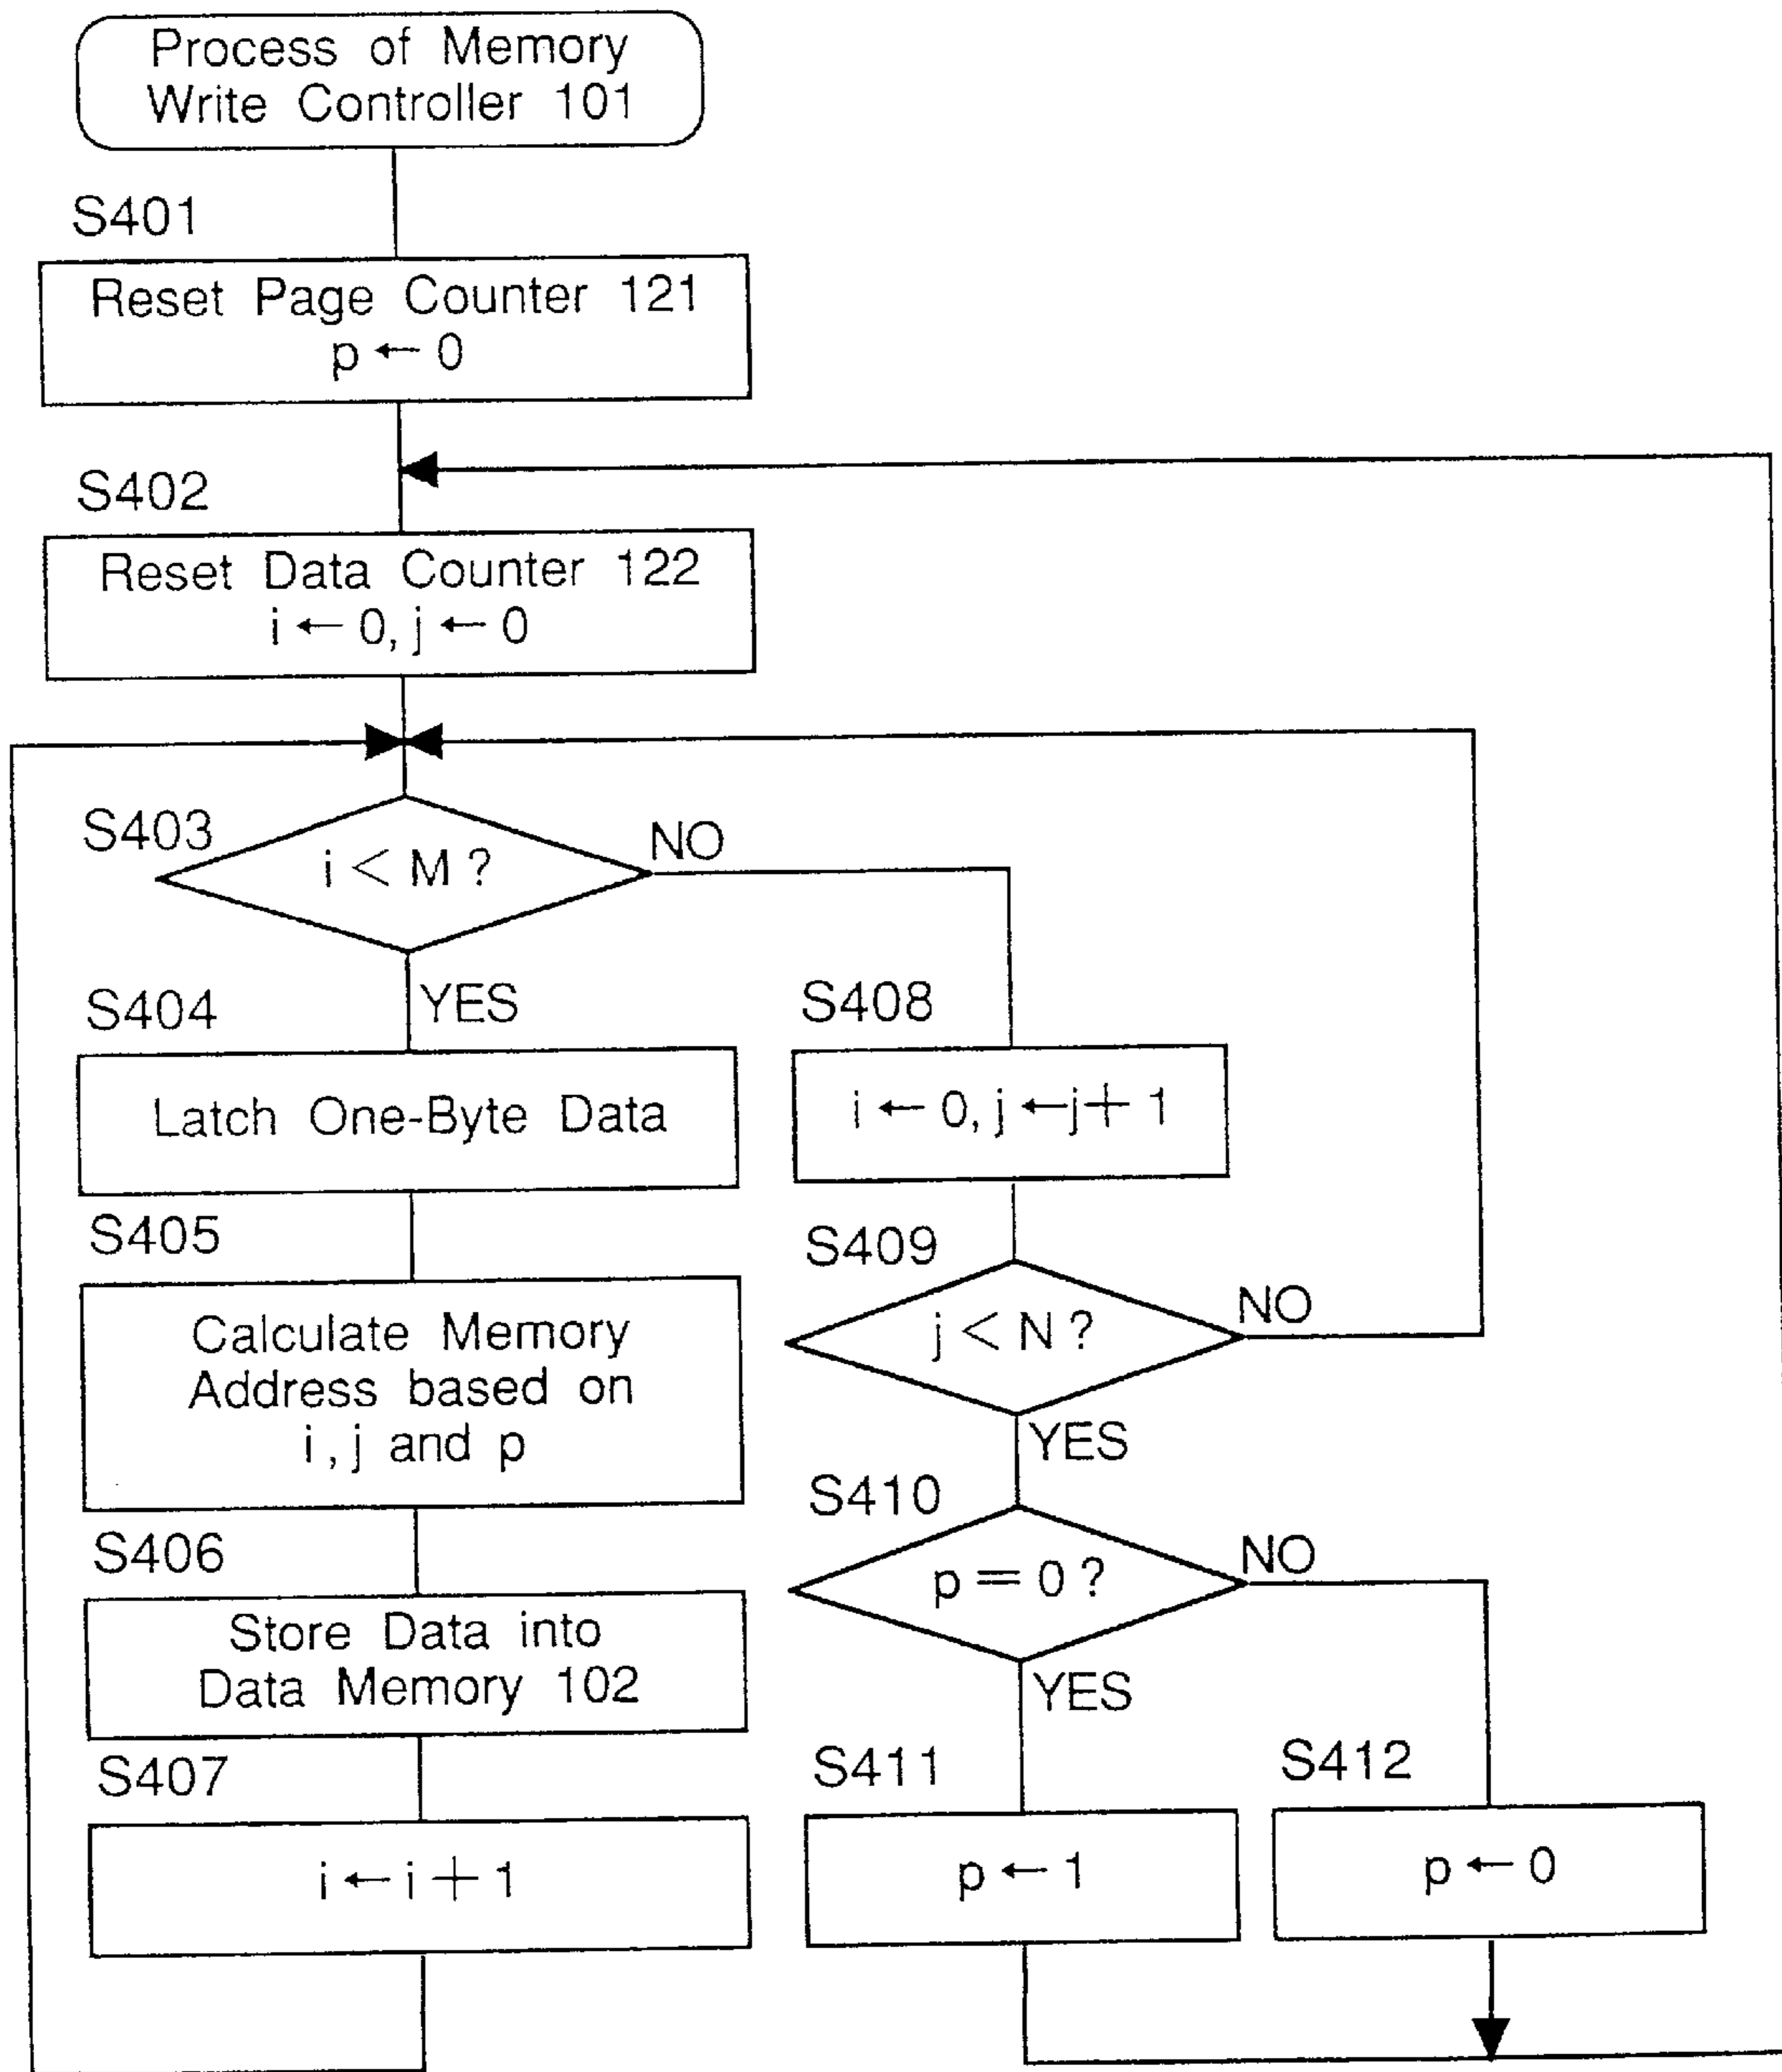 Process of Memory
Write Controller 101
S401
Reset Page Counter 121
p ← 0
S402
Reset Data Counter 122
i ← 0, j ← 0
S403
i < M ?
NO
YES
S404
Latch One-Byte Data
S405
Calculate Memory
Address based on
i, j and p
S406
Store Data into
Data Memory 102
S407
i ← i + 1
S408
i ← 0, j ← j + 1
S409
j < N ?
NO
YES
S410
p = 0 ?
NO
YES
S411
p ← 1
S412
p ← 0